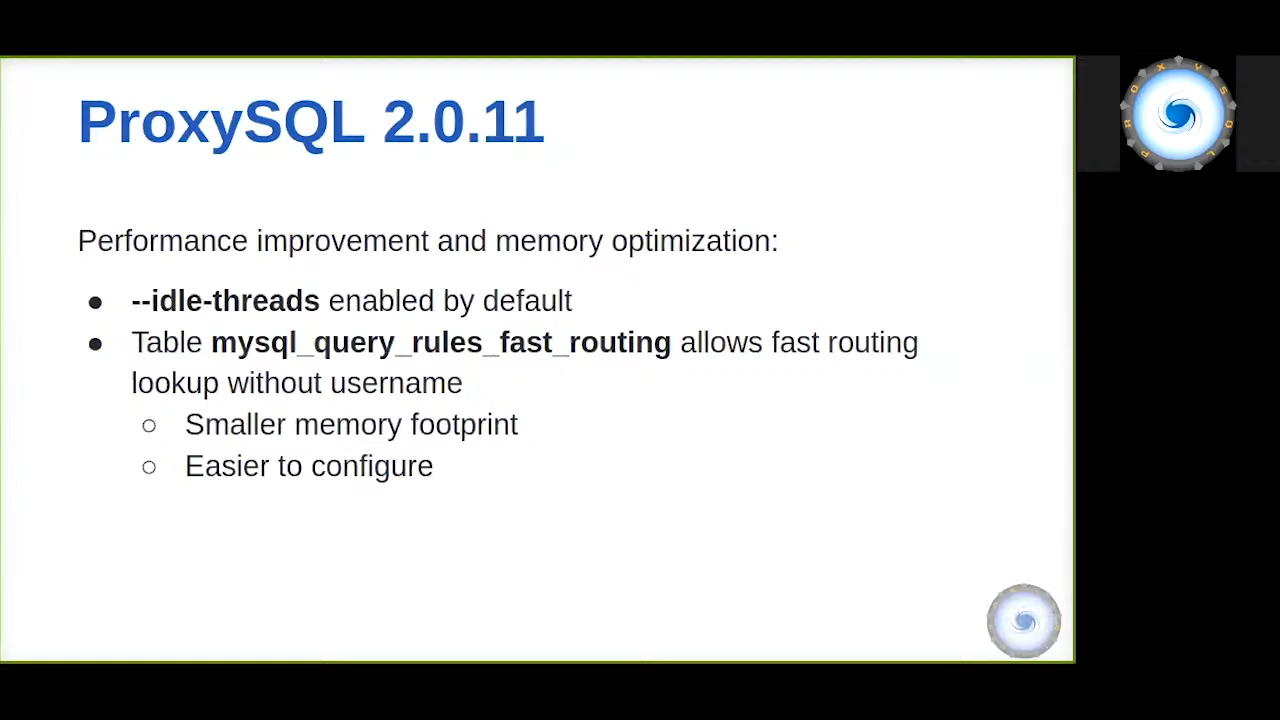 ProxySQL 2.0.11
Performance improvement and memory optimization:
● --idle-threads enabled by default
● Table mysql_query_rules_fast_routing allows fast routing
lookup without username
○ Smaller memory footprint
○ Easier to configure
PROXYSQL